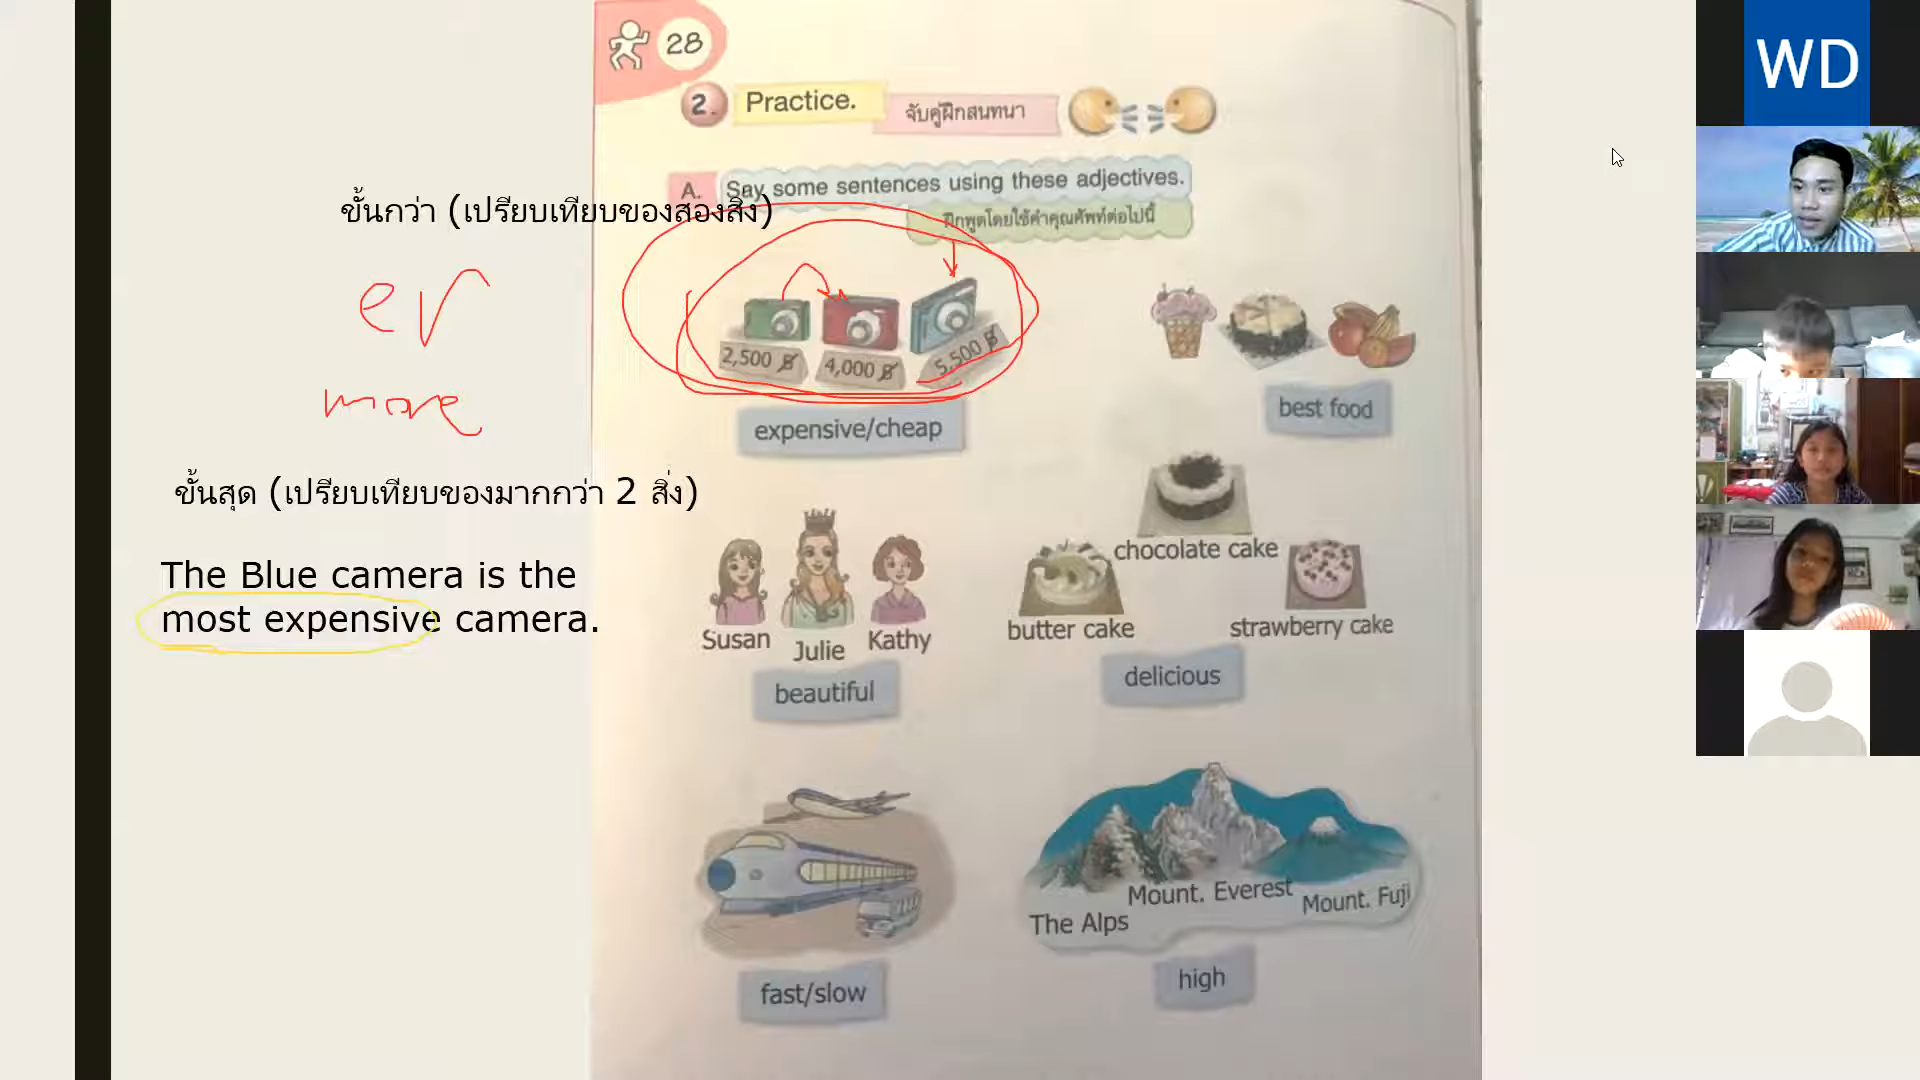 28
2. Practice. จับคู่ฝึกสนทนา
A. Say some sentences using these adjectives.
ฝึกพูดโดยใช้คำคุณศัพท์ต่อไปนี้
ขั้นกว่า (เปรียบเทียบของสองสิ่ง)
er
more
ขั้นสุด (เปรียบเทียบของมากกว่า 2 สิ่ง)
The Blue camera is the
most expensive camera.
2,500 ฿ 4,000 ฿ 5,500 ฿
expensive/cheap
best food
Susan Julie Kathy
beautiful
chocolate cake
butter cake strawberry cake
delicious
fast/slow
The Alps Mount. Everest Mount. Fuji
high
WD